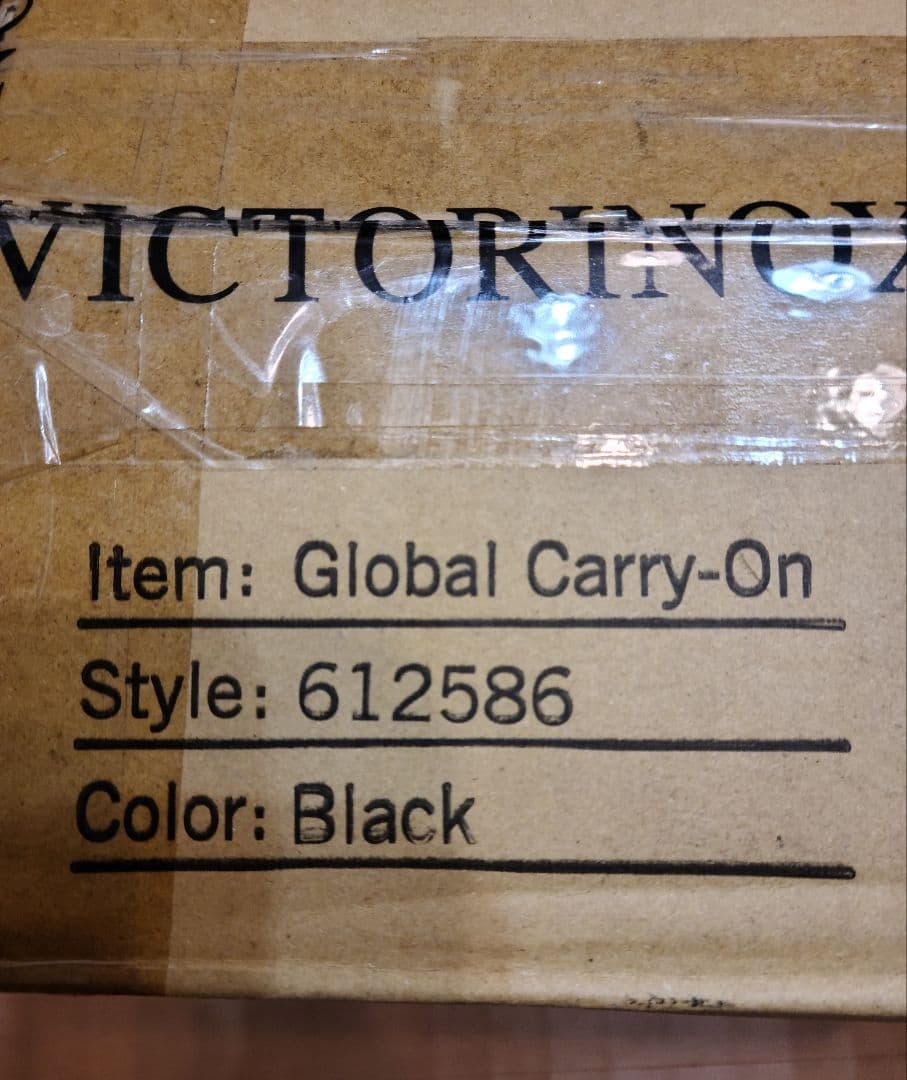 VICTORINOX
Item: Global Carry-On
Style: 612586
Color: Black